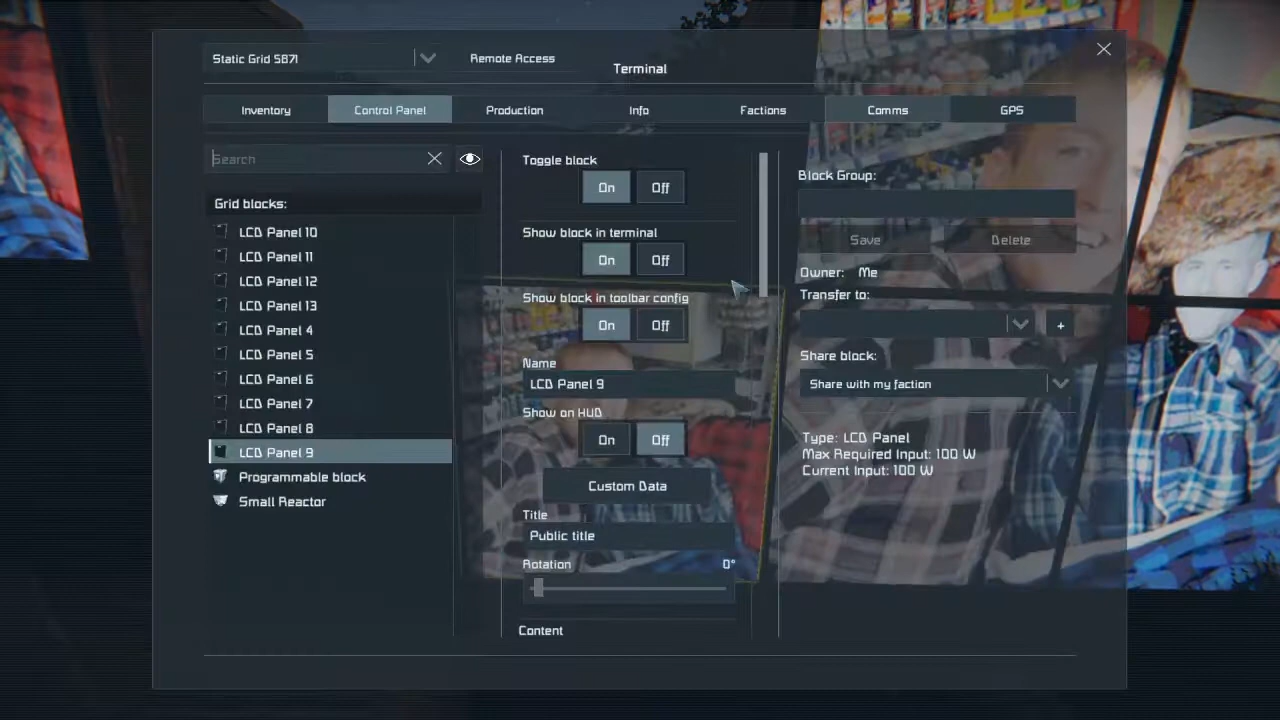 Static Grid 5871
Remote Access
Terminal
Inventory
Control Panel
Production
Info
Factions
Comms
GPS
Search
Grid blocks:
LCD Panel 10
LCD Panel 11
LCD Panel 12
LCD Panel 13
LCD Panel 4
LCD Panel 5
LCD Panel 6
LCD Panel 7
LCD Panel 8
LCD Panel 9
Programmable block
Small Reactor
Toggle block
On Off
Show block in terminal
On Off
Show block in toolbar config
On Off
Name
LCD Panel 9
Show on HUD
On Off
Custom Data
Title
Public title
Rotation 0°
Content
Block Group:
Save Delete
Owner: Me
Transfer to:
+
Share block:
Share with my faction
Type: LCD Panel
Max Required Input: 100 W
Current Input: 100 W